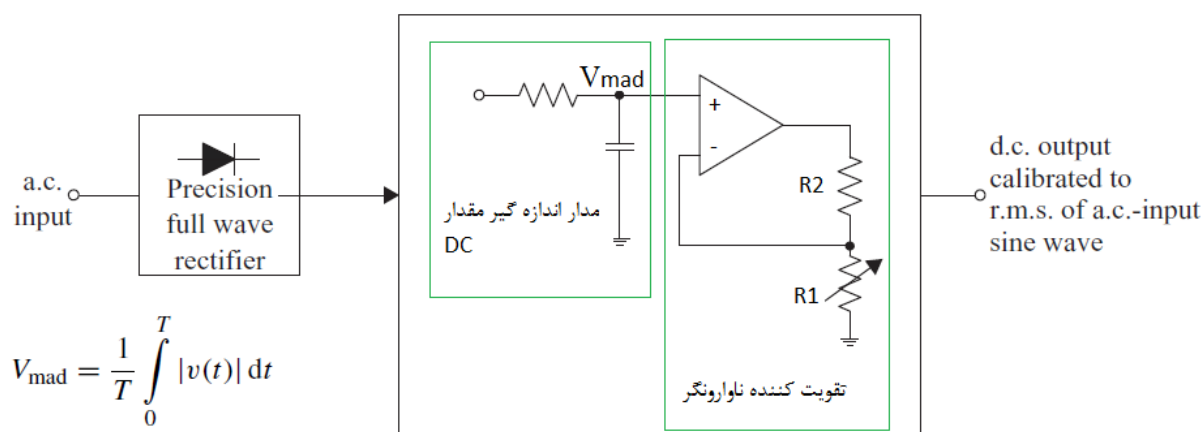 a.c.
input
Precision
full wave
rectifier
Vmad = 1/T ∫₀ᵀ |v(t)| dt
Vmad
مدار اندازه گیر مقدار
DC
+
-
R2
R1
تقویت کننده ناوارونگر
d.c. output
calibrated to
r.m.s. of a.c.-input
sine wave